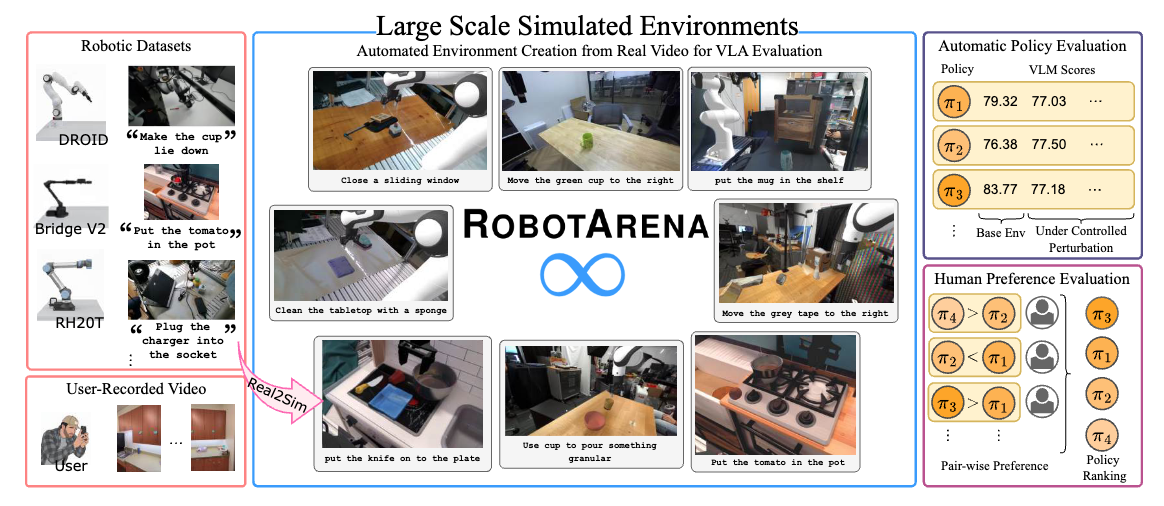 Large Scale Simulated Environments
Automated Environment Creation from Real Video for VLA Evaluation
Robotic Datasets
DROID
“Make the cup
lie down”
Bridge V2
“Put the tomato
in the pot”
RH20T
“Plug the
charger into
the socket”
⋮
User-Recorded Video
User
...
Real2Sim
Close a sliding window
Move the green cup to the right
put the mug in the shelf
Clean the tabletop with a sponge
ROBOTARENA
∞
Move the grey tape to the right
put the knife on to the plate
Use cup to pour something
granular
Put the tomato in the pot
Automatic Policy Evaluation
Policy VLM Scores
π1 79.32 77.03 ...
π2 76.38 77.50 ...
π3 83.77 77.18 ...
⋮ Base Env Under Controlled
Perturbation
Human Preference Evaluation
π4 > π2
π2 < π1
π3 > π1
⋮ ⋮
Pair-wise Preference
π3
π1
π2
π4
Policy
Ranking